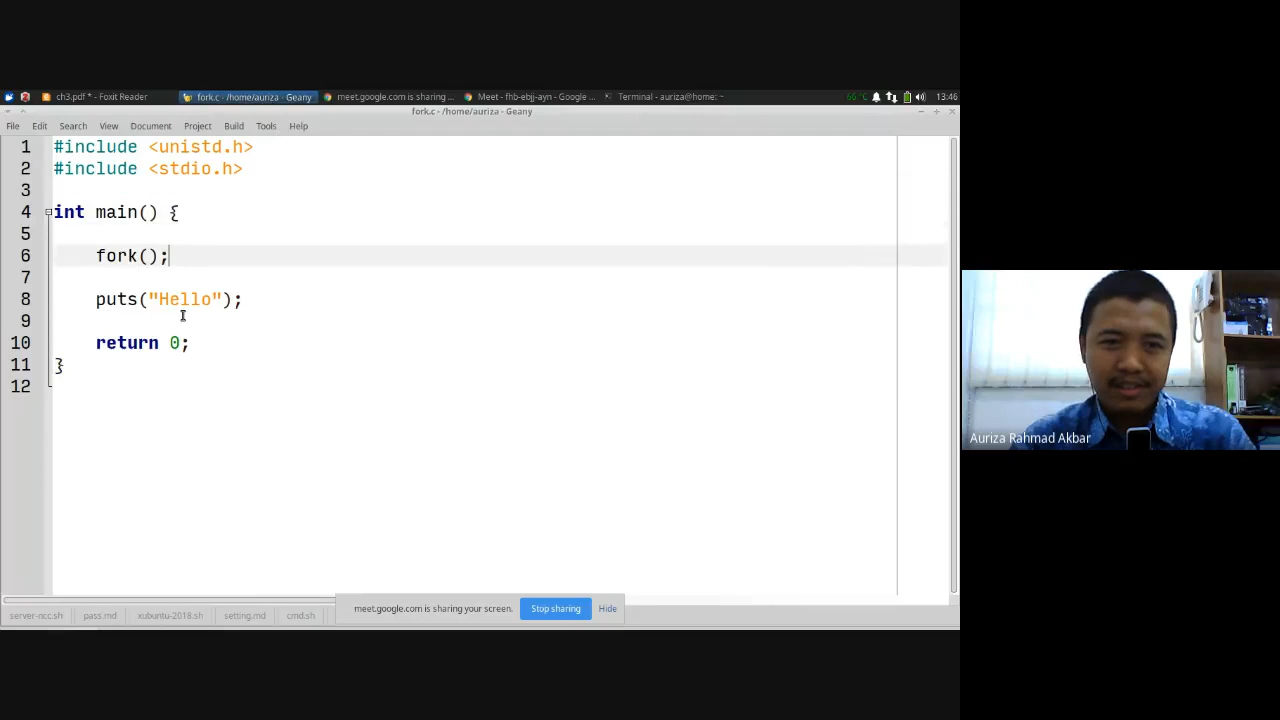 ch3.pdf * - Foxit Reader
fork.c - /home/auriza - Geany
meet.google.com is sharing ...
Meet - fhb-ebjj-ayn - Google ...
Terminal - auriza@home: ~
66°C
13:46
fork.c - /home/auriza - Geany
File Edit Search View Document Project Build Tools Help
1 #include <unistd.h>
2 #include <stdio.h>
3
4 int main() {
5
6 fork();
7
8 puts("Hello");
9
10 return 0;
11 }
12
Auriza Rahmad Akbar
meet.google.com is sharing your screen. Stop sharing Hide
server-ncc.sh pass.md xubuntu-2018.sh setting.md cmd.sh